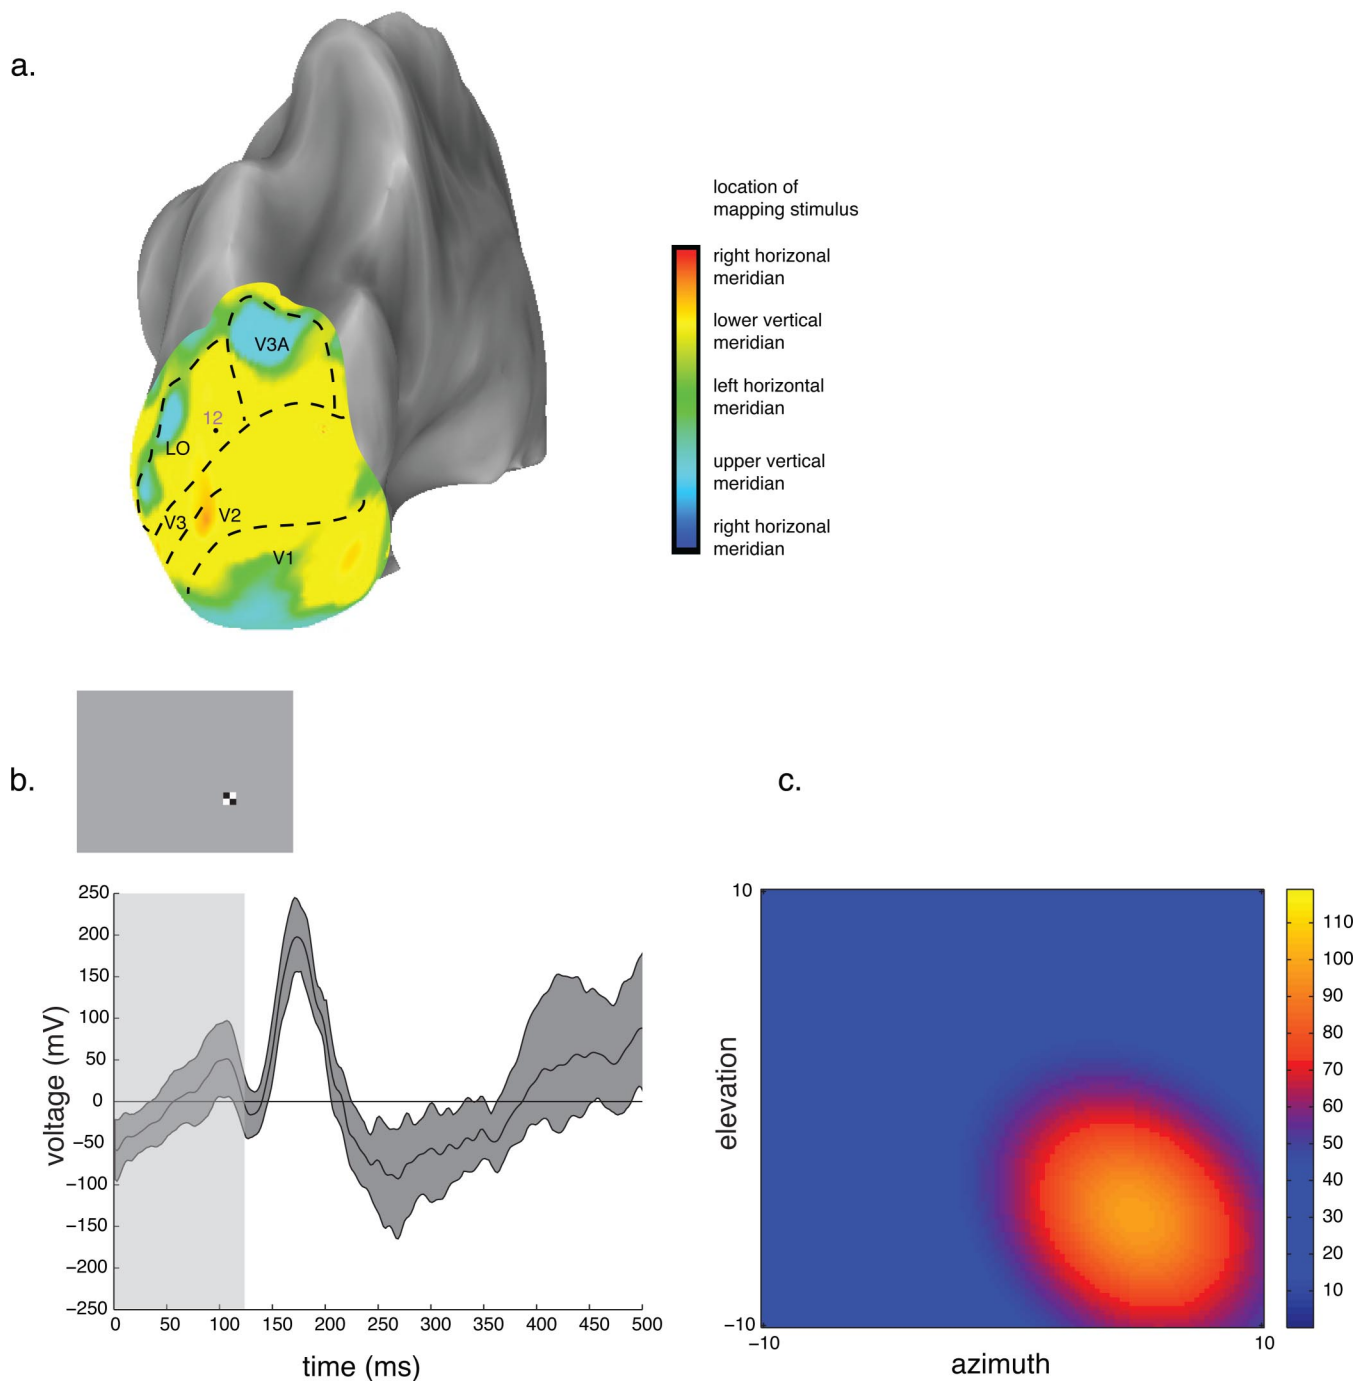 a.
V3A
12
LO
V3
V2
V1
location of
mapping stimulus
right horizonal
meridian
lower vertical
meridian
left horizontal
meridian
upper vertical
meridian
right horizonal
meridian
b.
250
200
150
100
50
0
−50
−100
−150
−200
−250
voltage (mV)
0 50 100 150 200 250 300 350 400 450 500
time (ms)
c.
10
−10
elevation
−10 10
azimuth
110
100
90
80
70
60
50
40
30
20
10